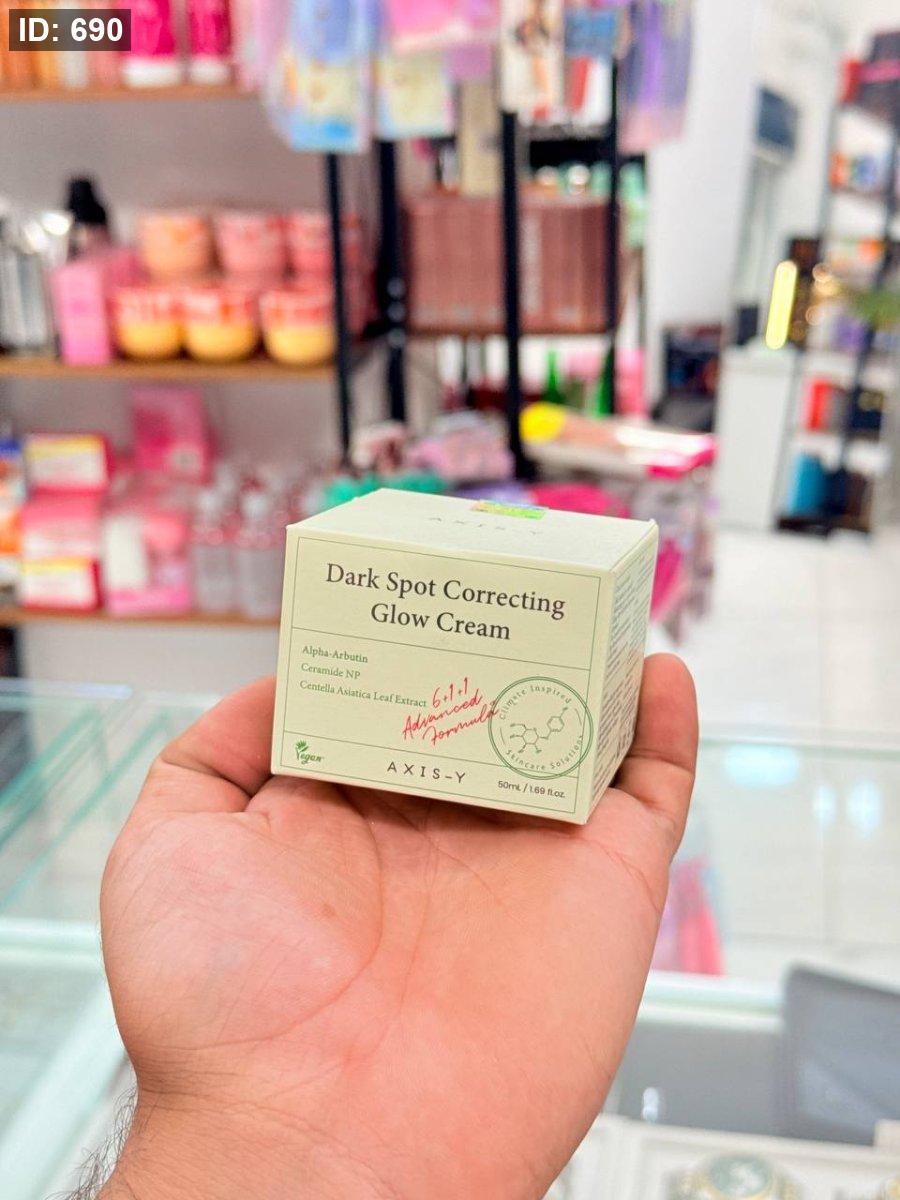 ID: 690
AXIS-Y
Dark Spot Correcting
Glow Cream
Alpha-Arbutin
Ceramide NP
Centella Asiatica Leaf Extract
6+1+1
Advanced
Formula
Climate Inspired
Skincare Solutions
Vegan
AXIS-Y
50mL / 1.69 fl.oz.